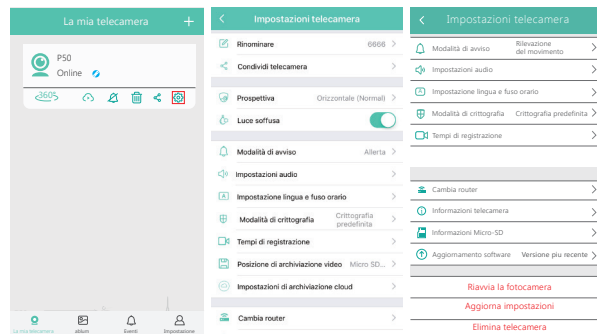 La mia telecamera +
P50
Online
360°
La mia telecamera
album
Eventi
Impostazione
Impostazioni telecamera
Rinominare 6666
Condividi telecamera
Prospettiva Orizzontale (Normal)
Luce soffusa
Modalità di avviso Allerta
Impostazioni audio
Impostazione lingua e fuso orario
Modalità di crittografia Crittografia predefinita
Tempi di registrazione
Posizione di archiviazione video Micro SD...
Impostazioni di archiviazione cloud
Cambia router
Impostazioni telecamera
Modalità di avviso Rilevazione del movimento
Impostazioni audio
Impostazione lingua e fuso orario
Modalità di crittografia Crittografia predefinita
Tempi di registrazione
Cambia router
Informazioni telecamera
Informazioni Micro-SD
Aggiornamento software Versione piu recente
Riavvia la fotocamera
Aggiorna impostazioni
Elimina telecamera